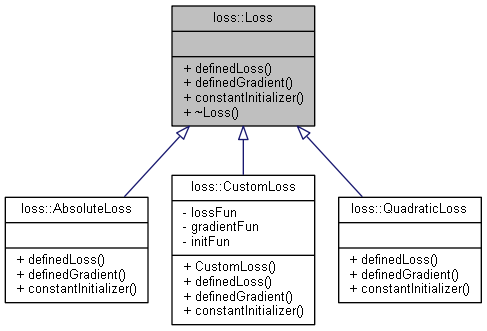 loss::Loss
+ definedLoss()
+ definedGradient()
+ constantInitializer()
+ ~Loss()
loss::AbsoluteLoss
+ definedLoss()
+ definedGradient()
+ constantInitializer()
loss::CustomLoss
- lossFun
- gradientFun
- initFun
+ CustomLoss()
+ definedLoss()
+ definedGradient()
+ constantInitializer()
loss::QuadraticLoss
+ definedLoss()
+ definedGradient()
+ constantInitializer()